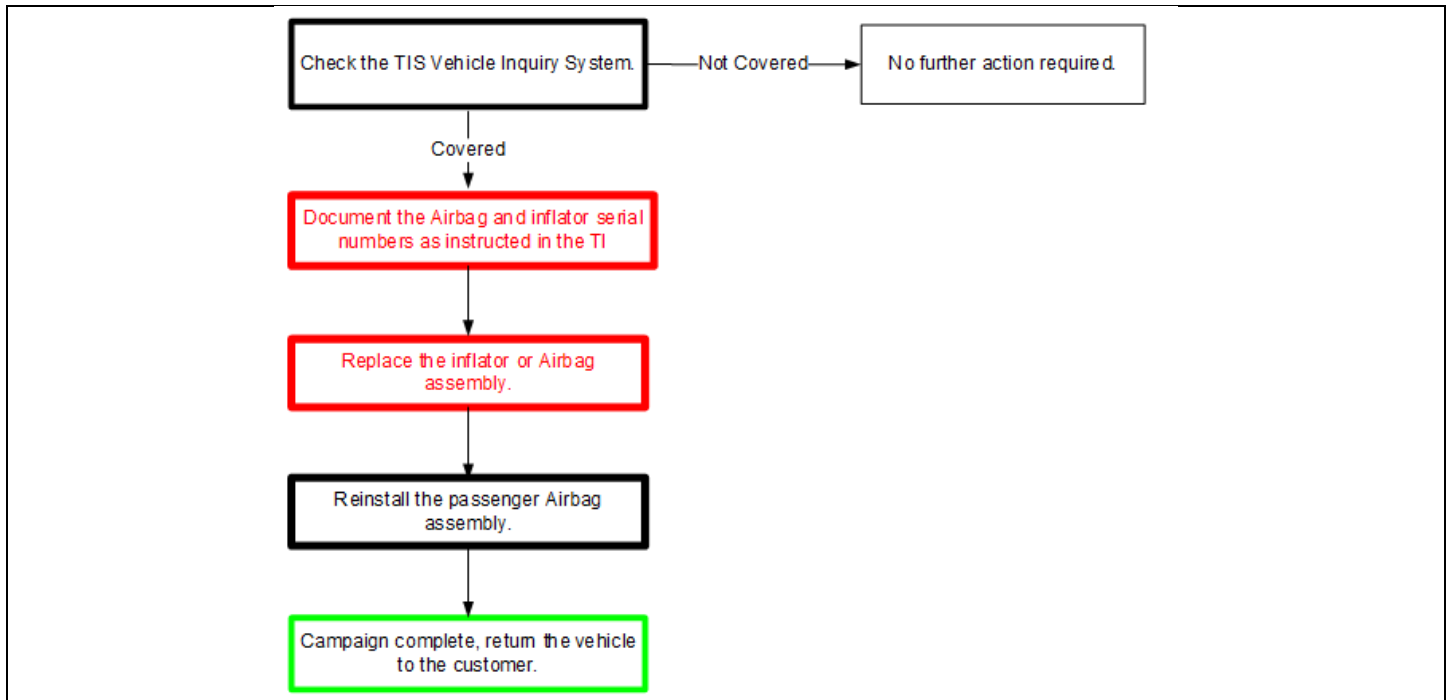 Check the TIS Vehicle Inquiry System.
Not Covered
No further action required.
Covered
Document the Airbag and inflator serial
numbers as instructed in the TI
Replace the inflator or Airbag
assembly.
Reinstall the passenger Airbag
assembly.
Campaign complete, return the vehicle
to the customer.